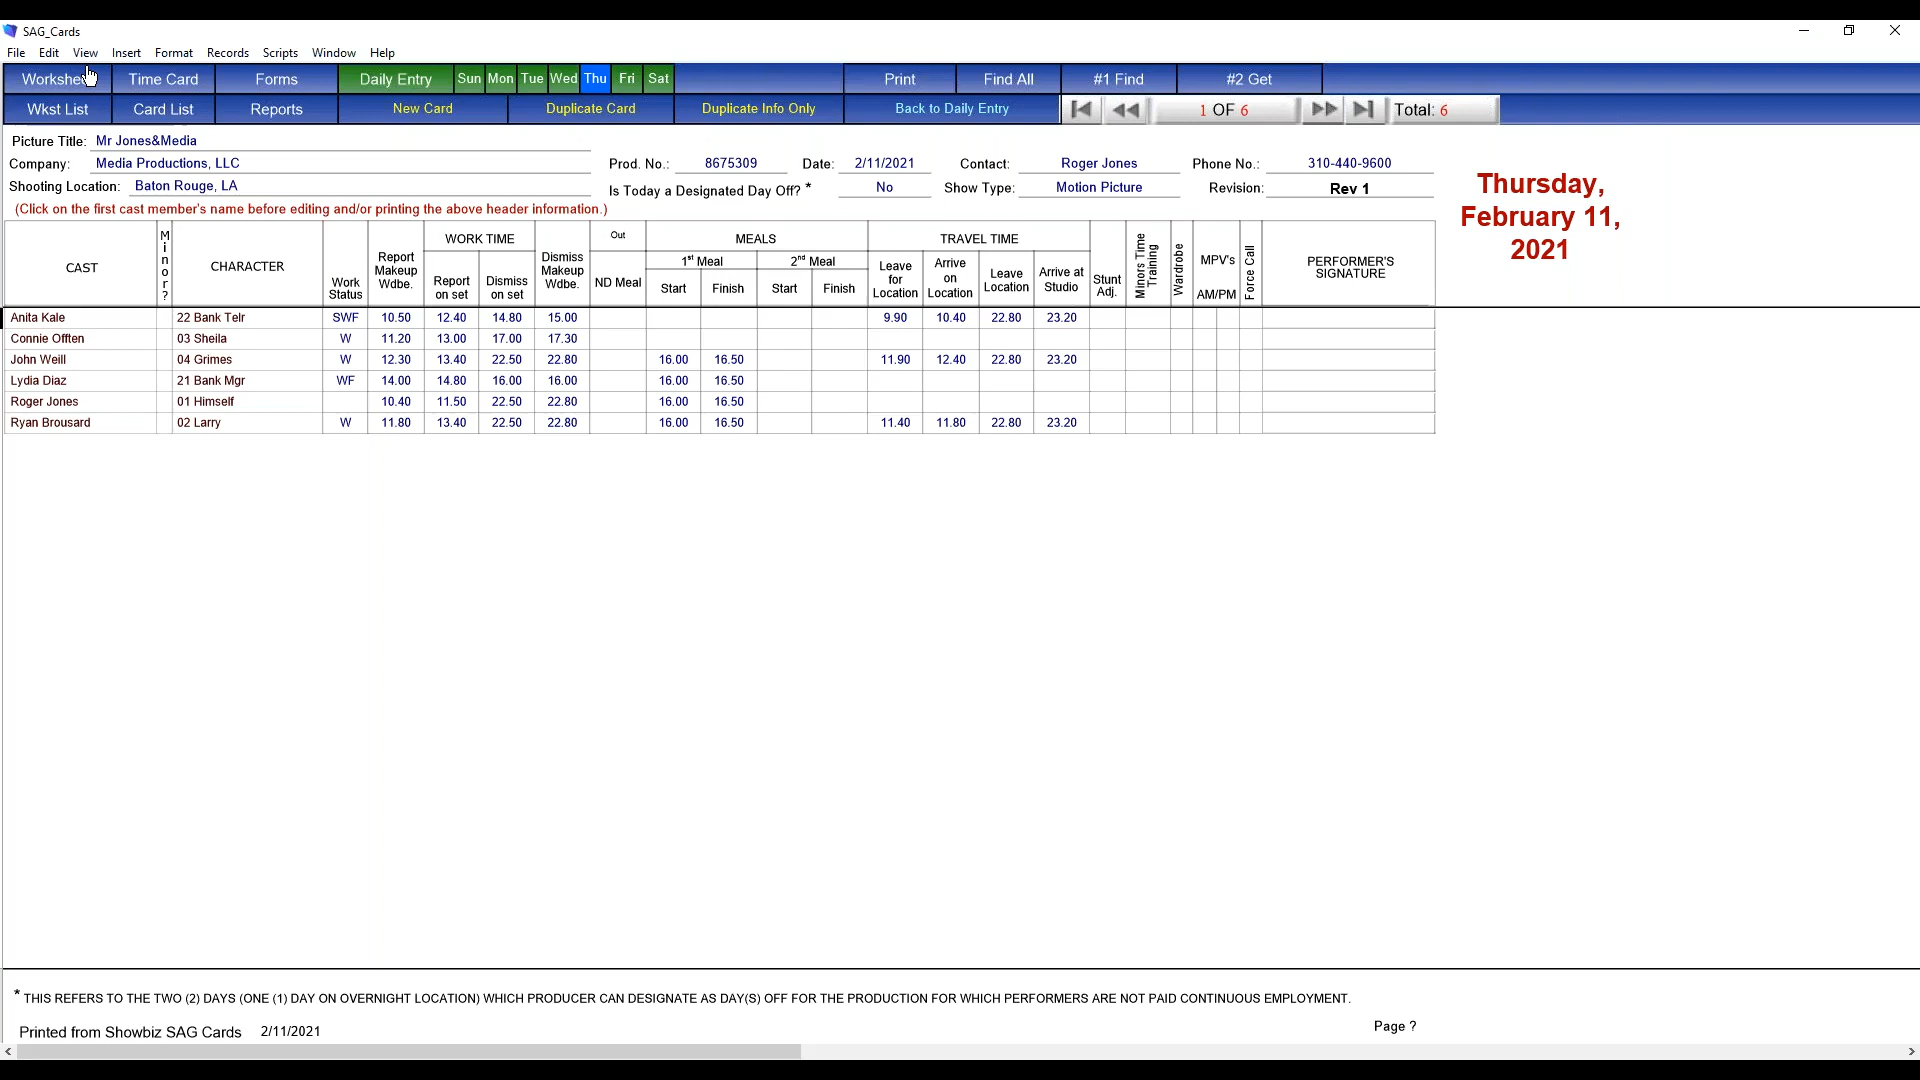 SAG_Cards
File Edit View Insert Format Records Scripts Window Help
Worksheet Time Card Forms Daily Entry Sun Mon Tue Wed Thu Fri Sat Print Find All #1 Find #2 Get
Wkst List Card List Reports New Card Duplicate Card Duplicate Info Only Back to Daily Entry 1 OF 6 Total: 6
Picture Title: Mr Jones&Media
Company: Media Productions, LLC Prod. No.: 8675309 Date: 2/11/2021 Contact: Roger Jones Phone No.: 310-440-9600
Shooting Location: Baton Rouge, LA Is Today a Designated Day Off? * No Show Type: Motion Picture Revision: Rev 1
Thursday,
February 11,
2021
(Click on the first cast member's name before editing and/or printing the above header information.)
CAST
Minor?
CHARACTER
Work
Status
Report
Makeup
Wdbe.
WORK TIME
Report
on set
Dismiss
on set
Dismiss
Makeup
Wdbe.
Out
ND Meal
MEALS
1st Meal
Start Finish
2nd Meal
Start Finish
TRAVEL TIME
Leave
for
Location
Arrive
on
Location
Leave
Location
Arrive at
Studio
Stunt
Adj.
Minors Time
Training
Wardrobe
MPV's
AM/PM
Force Call
PERFORMER'S
SIGNATURE
Anita Kale 22 Bank Telr SWF 10.50 12.40 14.80 15.00 9.90 10.40 22.80 23.20
Connie Offten 03 Sheila W 11.20 13.00 17.00 17.30
John Weill 04 Grimes W 12.30 13.40 22.50 22.80 16.00 16.50 11.90 12.40 22.80 23.20
Lydia Diaz 21 Bank Mgr WF 14.00 14.80 16.00 16.00 16.00 16.50
Roger Jones 01 Himself 10.40 11.50 22.50 22.80 16.00 16.50
Ryan Brousard 02 Larry W 11.80 13.40 22.50 22.80 16.00 16.50 11.40 11.80 22.80 23.20
* THIS REFERS TO THE TWO (2) DAYS (ONE (1) DAY ON OVERNIGHT LOCATION) WHICH PRODUCER CAN DESIGNATE AS DAY(S) OFF FOR THE PRODUCTION FOR WHICH PERFORMERS ARE NOT PAID CONTINUOUS EMPLOYMENT.
Printed from Showbiz SAG Cards 2/11/2021 Page ?